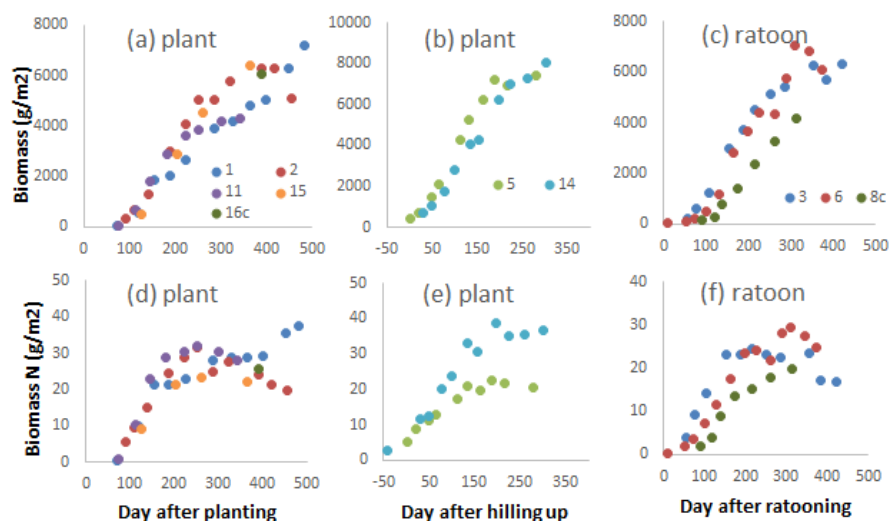 (a) plant
(b) plant
(c) ratoon
Biomass (g/m2)
8000
6000
4000
2000
0
0 100 200 300 400 500
1 2
11 15
16c
10000
8000
6000
4000
2000
0
-50 50 150 250 350
5 14
8000
6000
4000
2000
0
0 100 200 300 400 500
3 6 8c
(d) plant
(e) plant
(f) ratoon
Biomass N (g/m2)
50
40
30
20
10
0
0 100 200 300 400 500
Day after planting
50
40
30
20
10
0
-50 50 150 250 350
Day after hilling up
40
30
20
10
0
0 100 200 300 400 500
Day after ratooning